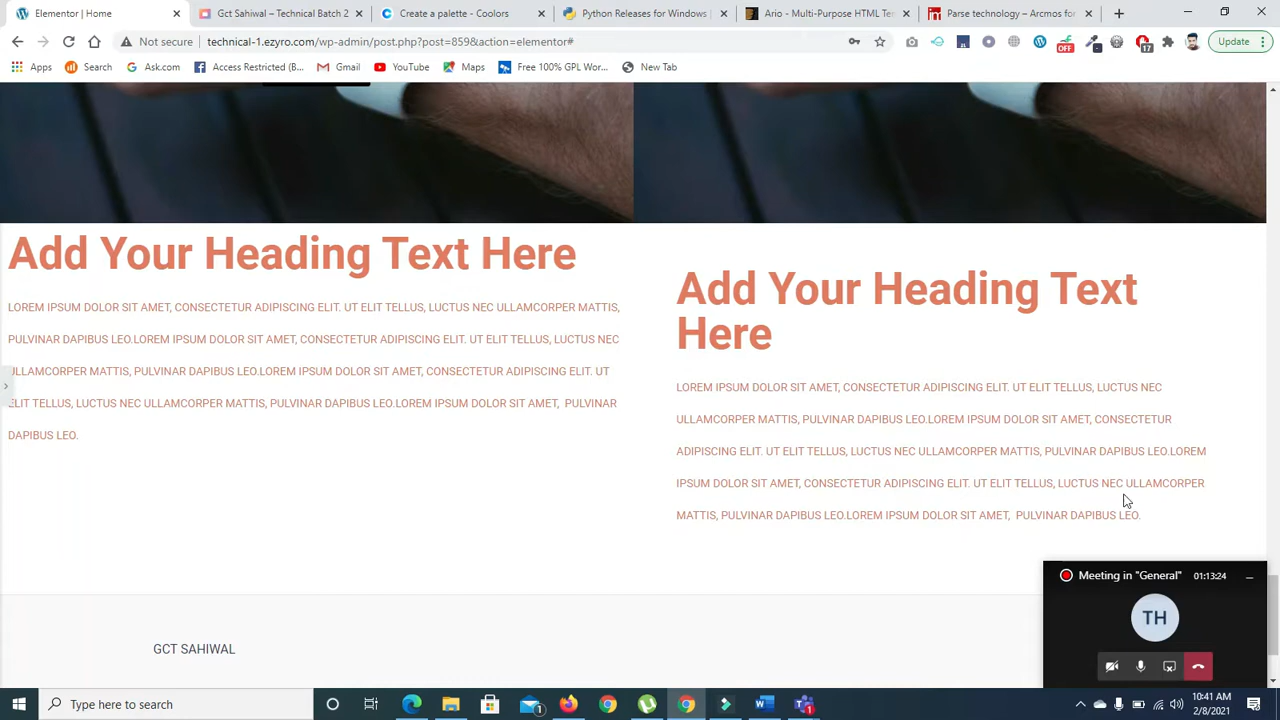 Elementor | Home
Gct Sahiwal – Technical Batch 2
Create a palette - Coolors
Python Releases for Windows
Ario - Multi-Purpose HTML Tem
Parse technology – Arcmos for
Not secure
technical-1.ezyro.com/wp-admin/post.php?post=859&action=elementor#
OFF
17
Update
Apps
Search
Ask.com
Access Restricted (B...
Gmail
YouTube
Maps
Free 100% GPL Wor...
New Tab
Add Your Heading Text Here
LOREM IPSUM DOLOR SIT AMET, CONSECTETUR ADIPISCING ELIT. UT ELIT TELLUS, LUCTUS NEC ULLAMCORPER MATTIS,
PULVINAR DAPIBUS LEO.LOREM IPSUM DOLOR SIT AMET, CONSECTETUR ADIPISCING ELIT. UT ELIT TELLUS, LUCTUS NEC
ULLAMCORPER MATTIS, PULVINAR DAPIBUS LEO.LOREM IPSUM DOLOR SIT AMET, CONSECTETUR ADIPISCING ELIT. UT
ELIT TELLUS, LUCTUS NEC ULLAMCORPER MATTIS, PULVINAR DAPIBUS LEO.LOREM IPSUM DOLOR SIT AMET,  PULVINAR
DAPIBUS LEO.
Add Your Heading Text
Here
LOREM IPSUM DOLOR SIT AMET, CONSECTETUR ADIPISCING ELIT. UT ELIT TELLUS, LUCTUS NEC
ULLAMCORPER MATTIS, PULVINAR DAPIBUS LEO.LOREM IPSUM DOLOR SIT AMET, CONSECTETUR
ADIPISCING ELIT. UT ELIT TELLUS, LUCTUS NEC ULLAMCORPER MATTIS, PULVINAR DAPIBUS LEO.LOREM
IPSUM DOLOR SIT AMET, CONSECTETUR ADIPISCING ELIT. UT ELIT TELLUS, LUCTUS NEC ULLAMCORPER
MATTIS, PULVINAR DAPIBUS LEO.LOREM IPSUM DOLOR SIT AMET,  PULVINAR DAPIBUS LEO.
GCT SAHIWAL
Meeting in "General"
01:13:24
TH
Type here to search
10:41 AM
2/8/2021